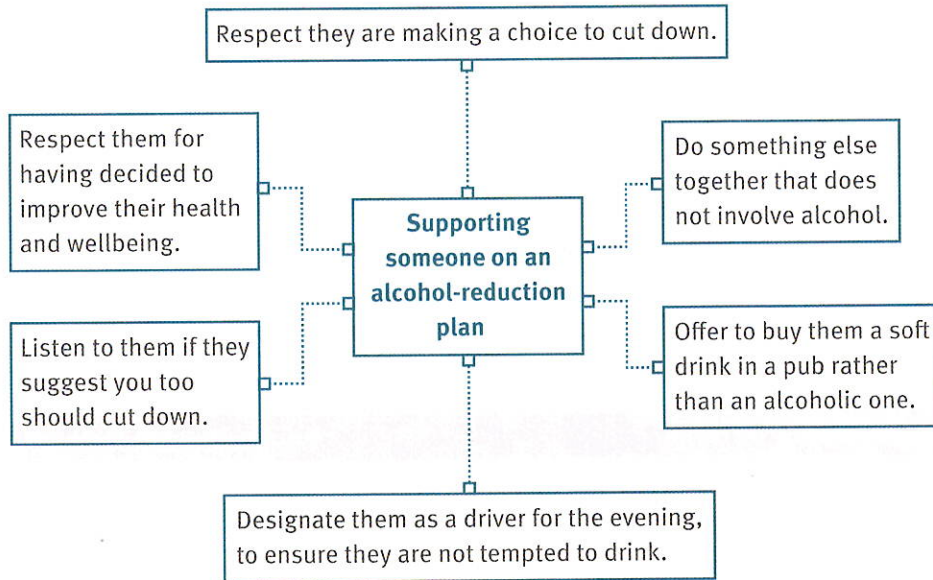 Respect they are making a choice to cut down.
Respect them for
having decided to
improve their health
and wellbeing.
Do something else
together that does
not involve alcohol.
Supporting
someone on an
alcohol-reduction
plan
Listen to them if they
suggest you too
should cut down.
Offer to buy them a soft
drink in a pub rather
than an alcoholic one.
Designate them as a driver for the evening,
to ensure they are not tempted to drink.